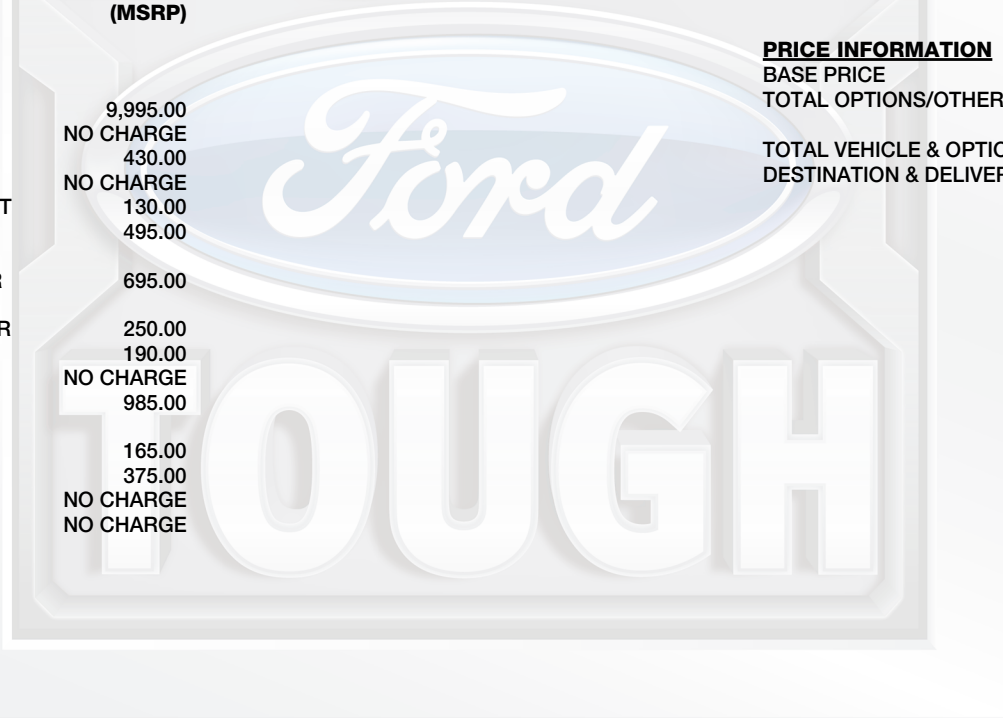 (MSRP)
9,995.00
NO CHARGE
430.00
NO CHARGE
130.00
495.00
695.00
250.00
190.00
NO CHARGE
985.00
165.00
375.00
NO CHARGE
NO CHARGE
PRICE INFORMATION
BASE PRICE
TOTAL OPTIONS/OTHER
TOTAL VEHICLE &
DESTINATION &
Ford
TOUGH